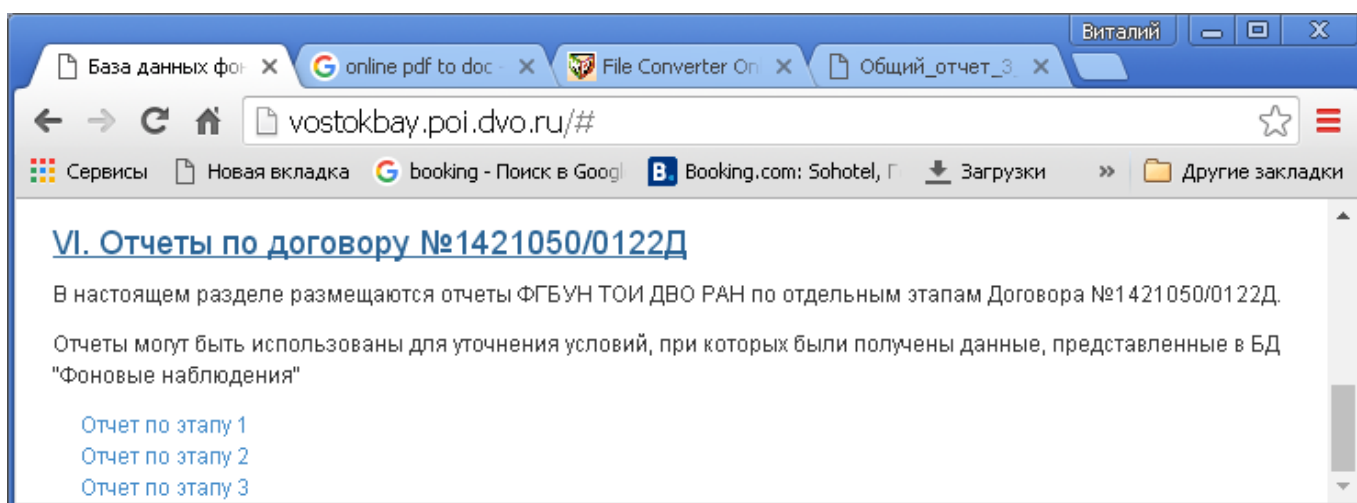 Виталий
База данных фон
online pdf to doc -
File Converter Onl
Общий_отчет_3_
vostokbay.poi.dvo.ru/#
Сервисы
Новая вкладка
booking - Поиск в Googl
B. Booking.com: Sohotel, Г
Загрузки
»
Другие закладки
VI. Отчеты по договору №1421050/0122Д
В настоящем разделе размещаются отчеты ФГБУН ТОИ ДВО РАН по отдельным этапам Договора №1421050/0122Д.
Отчеты могут быть использованы для уточнения условий, при которых были получены данные, представленные в БД
"Фоновые наблюдения"
Отчет по этапу 1
Отчет по этапу 2
Отчет по этапу 3